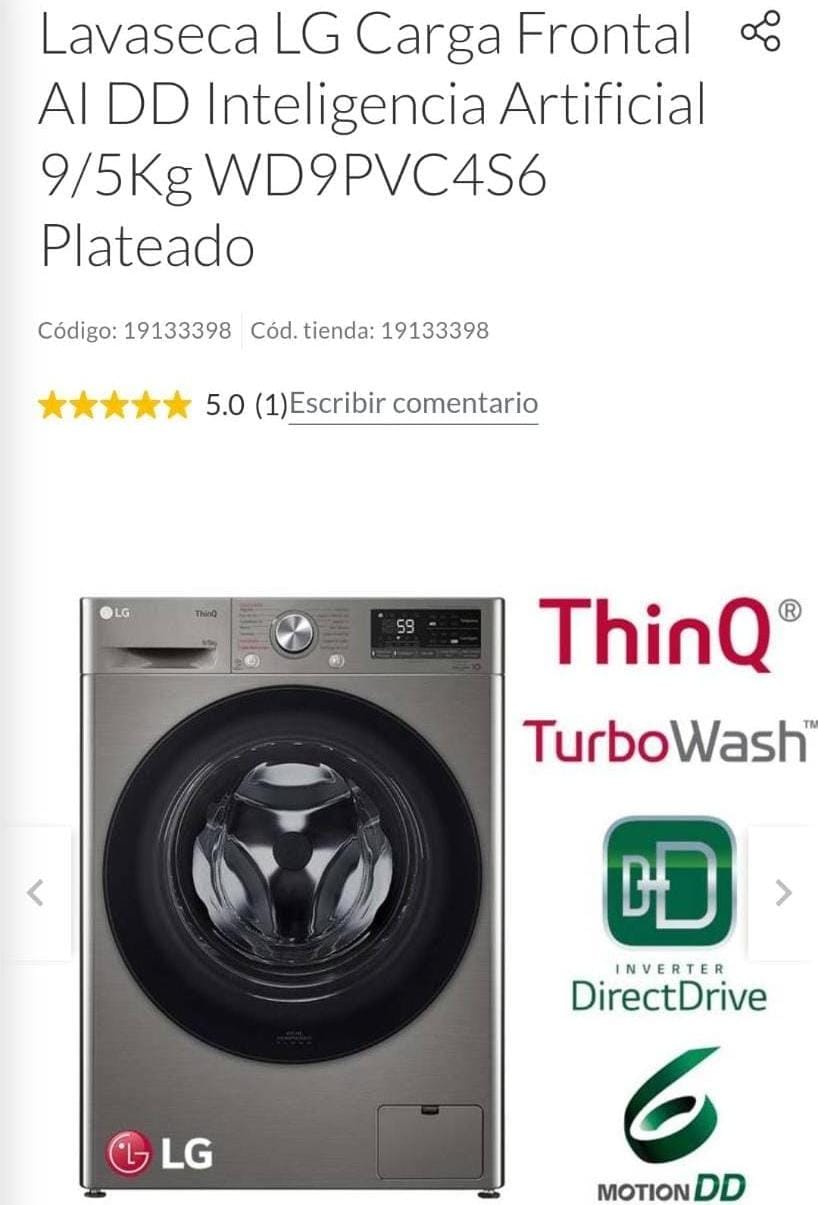 Lavaseca LG Carga Frontal
AI DD Inteligencia Artificial
9/5Kg WD9PVC4S6
Plateado
Código: 19133398 Cód. tienda: 19133398
5.0 (1) Escribir comentario
LG ThinQ
59
ThinQ®
TurboWash™
DD
INVERTER
DirectDrive
LG
6
MOTION DD